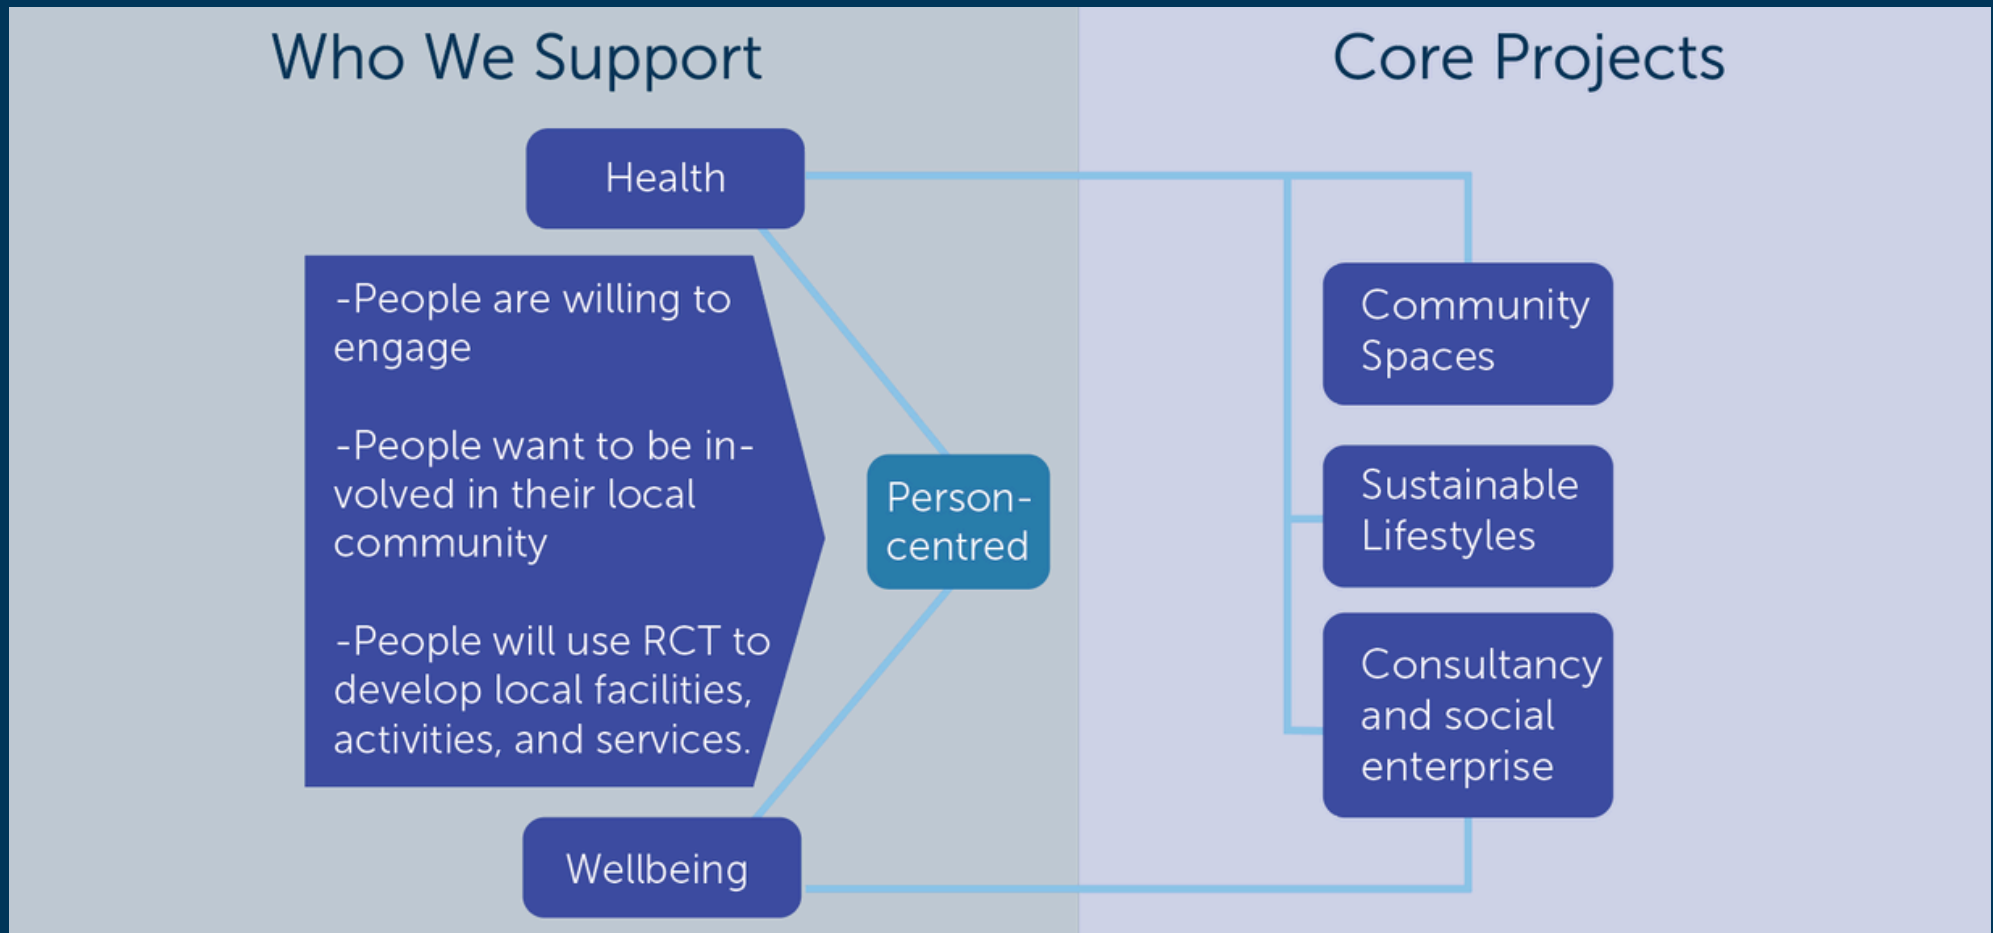 Who We Support
Core Projects
Health
-People are willing to
engage
-People want to be in-
volved in their local
community
-People will use RCT to
develop local facilities,
activities, and services.
Person-
centred
Wellbeing
Community
Spaces
Sustainable
Lifestyles
Consultancy
and social
enterprise